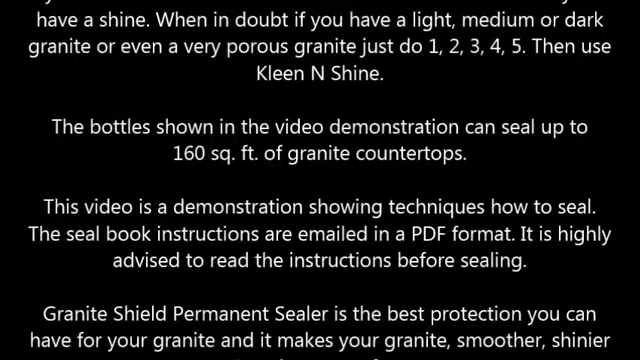 have a shine. When in doubt if you have a light, medium or dark
granite or even a very porous granite just do 1, 2, 3, 4, 5. Then use
Kleen N Shine.
The bottles shown in the video demonstration can seal up to
160 sq. ft. of granite countertops.
This video is a demonstration showing techniques how to seal.
The seal book instructions are emailed in a PDF format. It is highly
advised to read the instructions before sealing.
Granite Shield Permanent Sealer is the best protection you can
have for your granite and it makes your granite, smoother, shinier